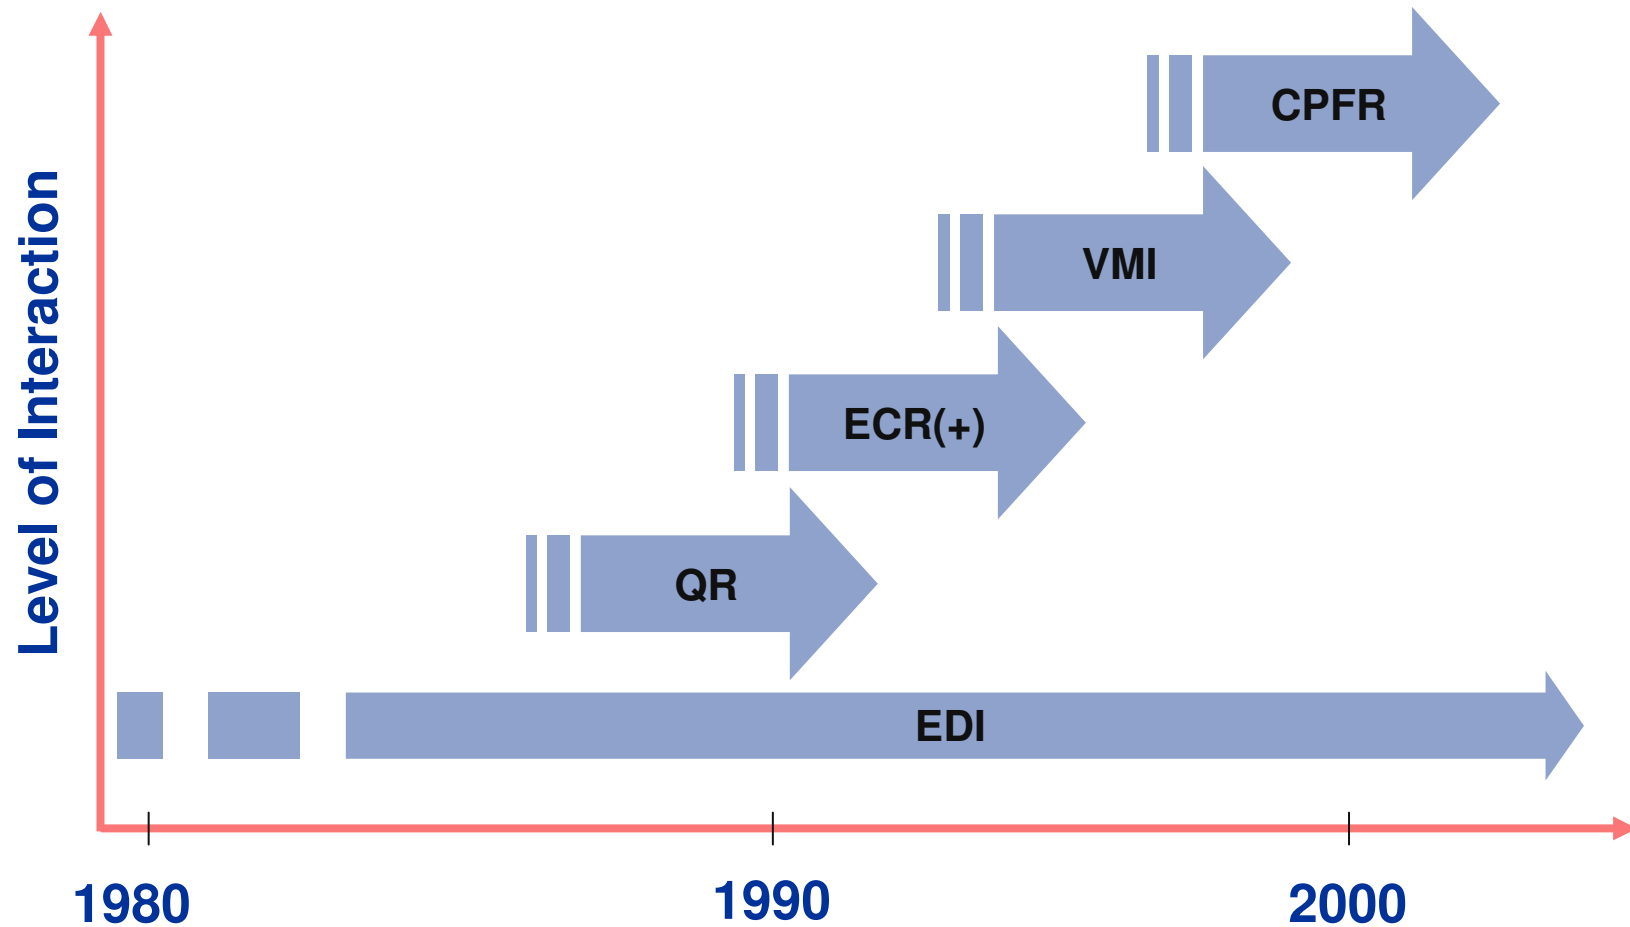 CPFR
VMI
ECR(+)
QR
EDI
Level of Interaction
1980
1990
2000